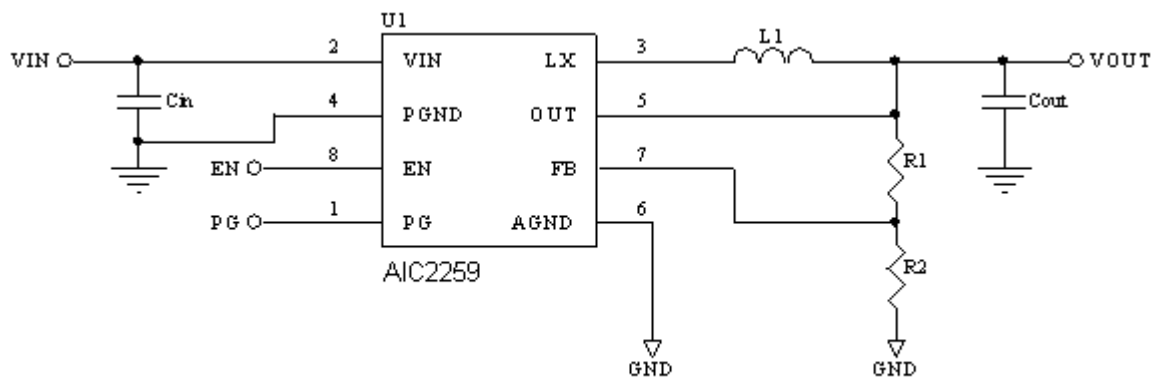 U1
VIN
2
VIN
LX
3
L1
VOUT
Cin
4
PGND
OUT
5
Cout
EN
8
EN
FB
7
R1
PG
1
PG
AGND
6
AIC2259
R2
GND
GND